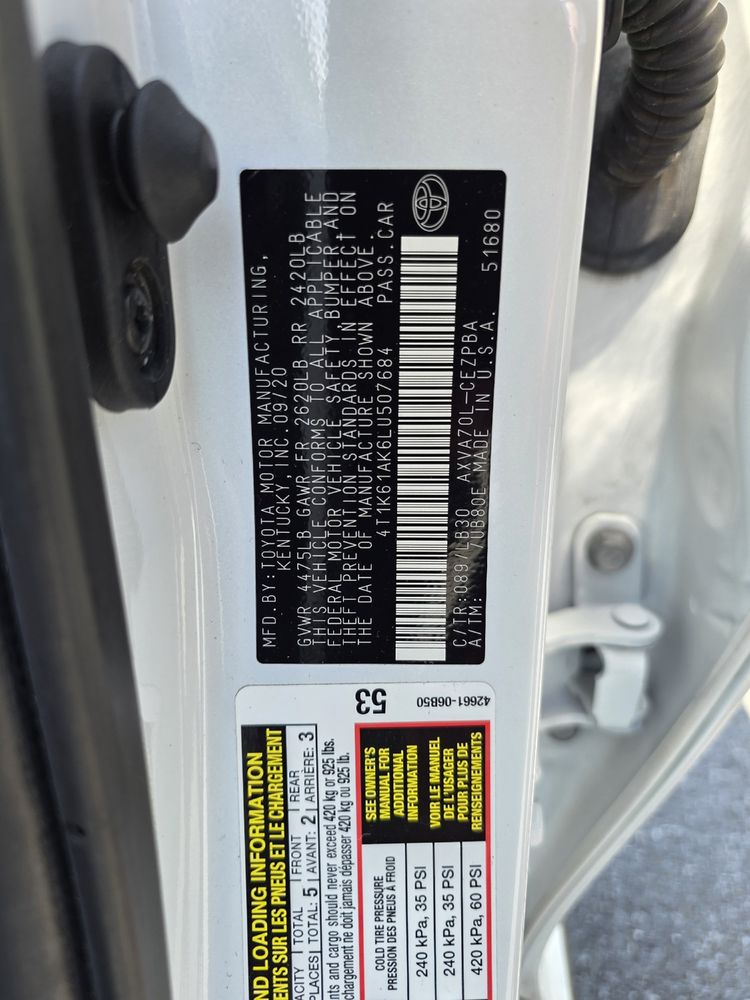 MFD. BY:TOYOTA MOTOR MANUFACTURING,
KENTUCKY, INC. 09/20
GVWR 4475LB GAWR FR 2620LB RR 2420LB
THIS VEHICLE CONFORMS TO ALL APPLICABLE
FEDERAL MOTOR VEHICLE SAFETY, BUMPER AND
THEFT PREVENTION STANDARDS IN EFFECT ON
THE DATE OF MANUFACTURE SHOWN ABOVE.
4T1K61AK6LU507684 PASS.CAR
C/TR:089/LB30 AXVA70L-CEZPBA
A/TM: /UB80E MADE IN U.S.A. 51680
ND LOADING INFORMATION
ENTS SUR LES PNEUS ET LE CHARGEMENT
ACITY TOTAL FRONT REAR
PLACES TOTAL: 5 AVANT: 2 ARRIÈRE: 3
nts and cargo should never exceed 420 kg or 925 lbs.
chargement ne doit jamais dépasser 420 kg ou 925 lb.
53
COLD TIRE PRESSURE
PRESSION DES PNEUS À FROID
240 kPa, 35 PSI
240 kPa, 35 PSI
420 kPa, 60 PSI
SEE OWNER'S
MANUAL FOR
ADDITIONAL
INFORMATION
VOIR LE MANUEL
DE L'USAGER
POUR PLUS DE
RENSEIGNEMENTS
42661-06B50